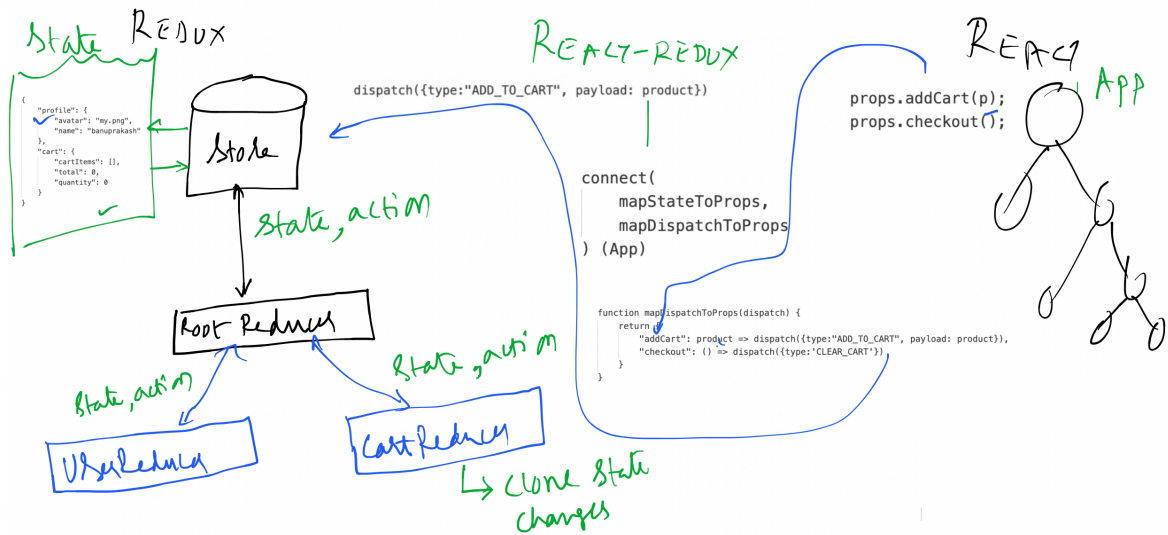 State
REDUX
{
"profile": {
"avatar": "my.png",
"name": "banuprakash"
},
"cart": {
"cartItems": [],
"total": 0,
"quantity": 0
}
}
Store
State, action
Root Reducer
State, action
State, action
UserReducer
CartReducer
Clone State
changes
REACT-REDUX
dispatch({type:"ADD_TO_CART", payload: product})
connect(
mapStateToProps,
mapDispatchToProps
) (App)
function mapDispatchToProps(dispatch) {
return {
"addCart": product => dispatch({type:"ADD_TO_CART", payload: product}),
"checkout": () => dispatch({type:'CLEAR_CART'})
}
}
REACT
App
props.addCart(p);
props.checkout();